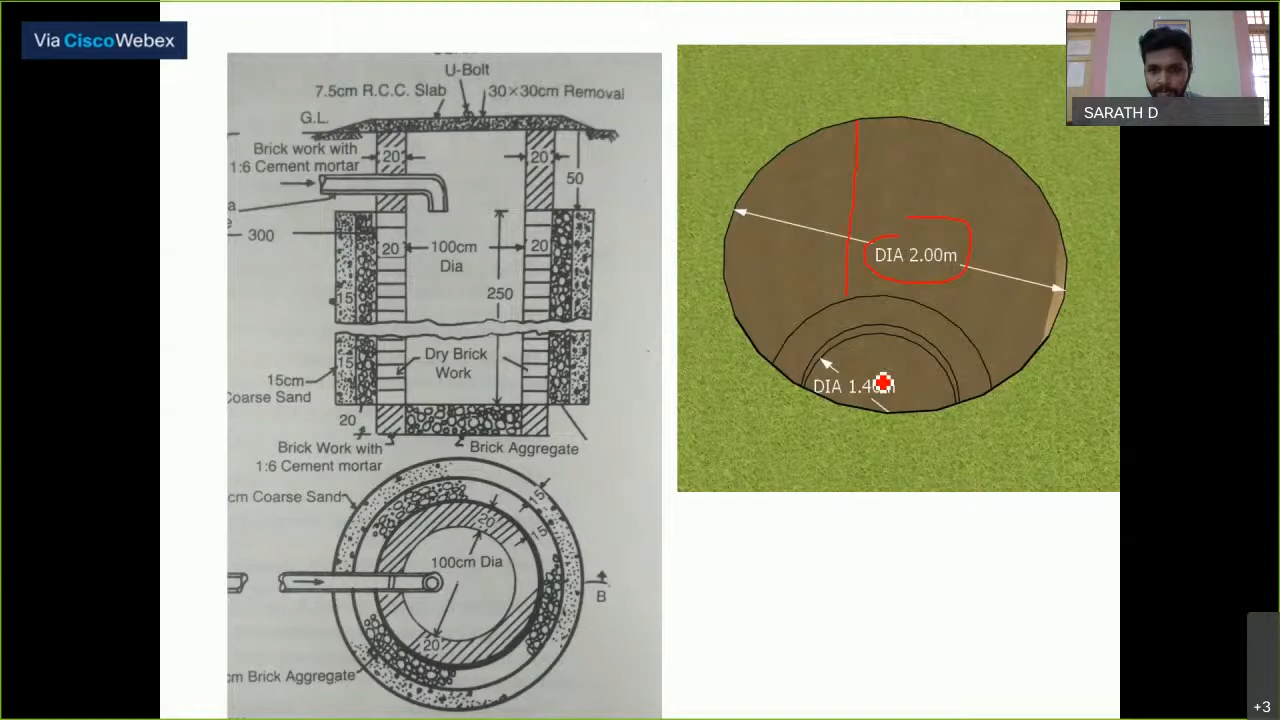 Via Cisco Webex
U-Bolt
7.5cm R.C.C. Slab
30×30cm Removal
G.L.
Brick work with
1:6 Cement mortar
20
20
50
300
20
100cm
Dia
20
250
15
15
Dry Brick
Work
15cm
Coarse Sand
20
Brick Work with
1:6 Cement mortar
Brick Aggregate
cm Coarse Sand
15
20
15
100cm Dia
B
20
cm Brick Aggregate
DIA 2.00m
DIA 1.4
SARATH D
+3